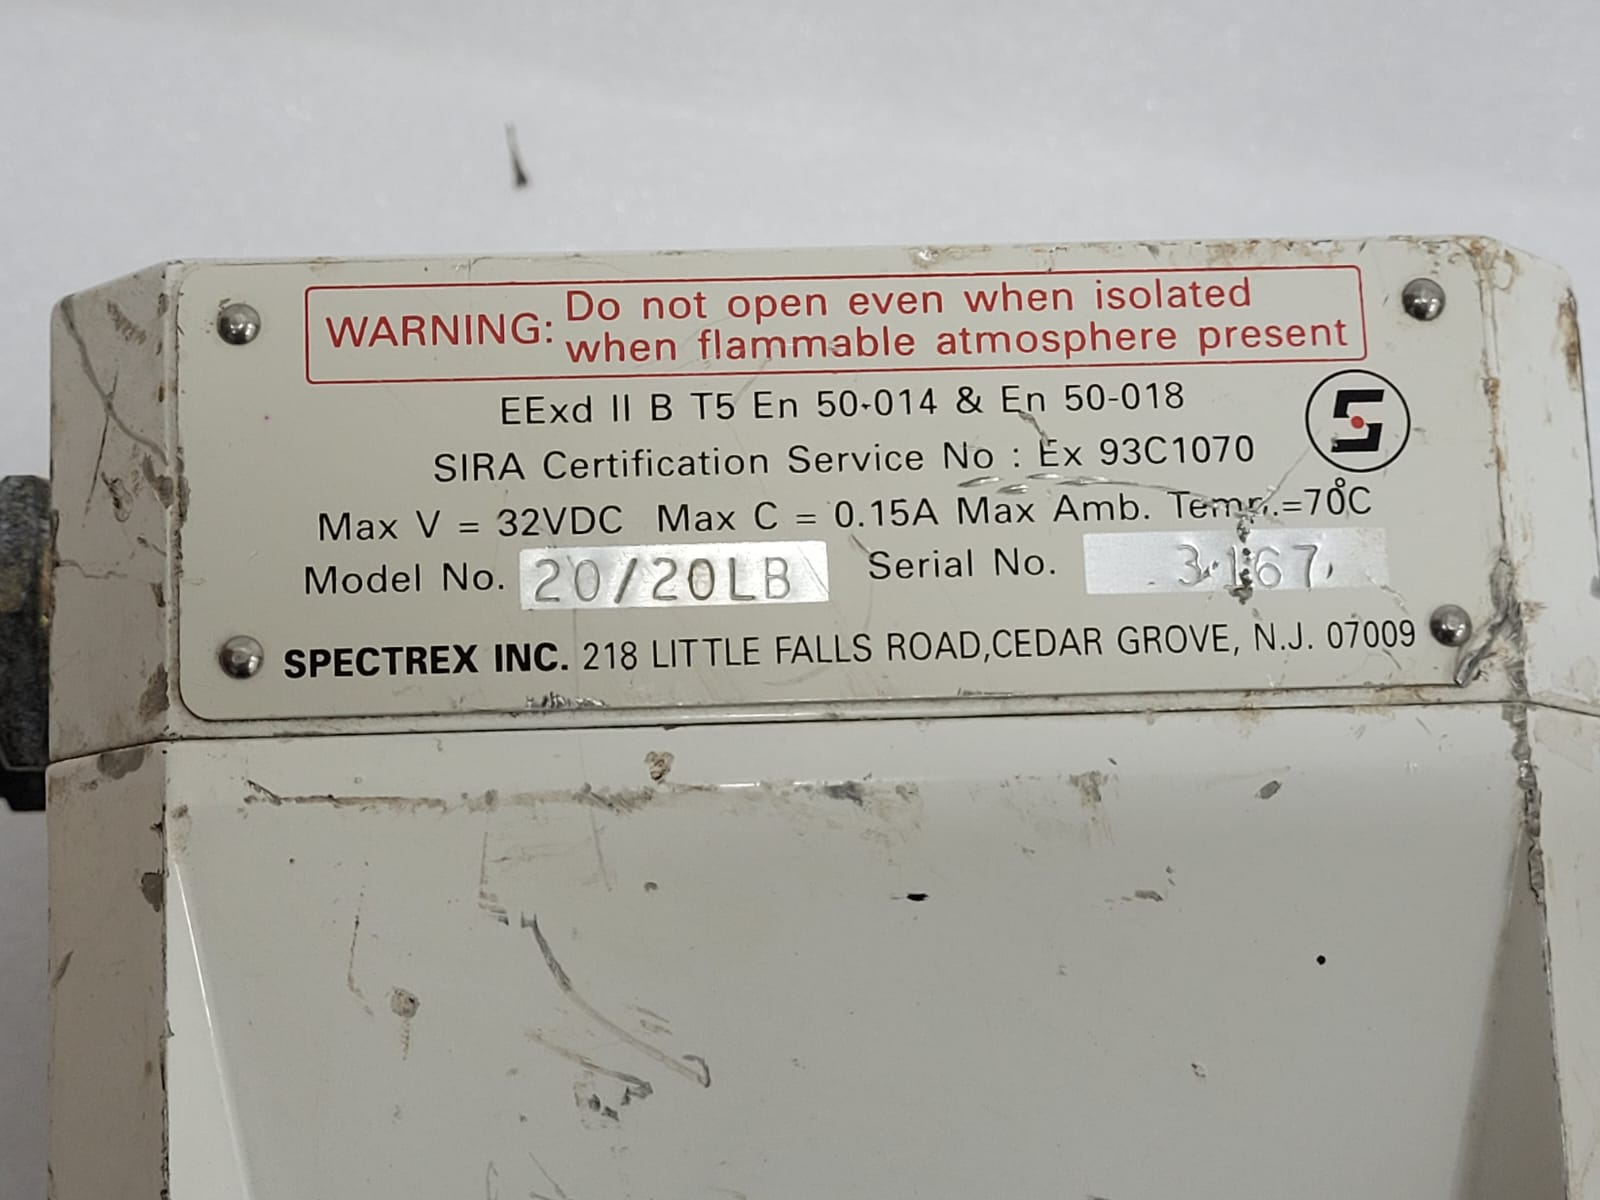 WARNING: Do not open even when isolated
when flammable atmosphere present
EExd II B T5 En 50-014 & En 50-018
SIRA Certification Service No : Ex 93C1070
Max V = 32VDC Max C = 0.15A Max Amb. Temp.=70°C
Model No. 20/20LB Serial No. 3167
SPECTREX INC. 218 LITTLE FALLS ROAD,CEDAR GROVE, N.J. 07009